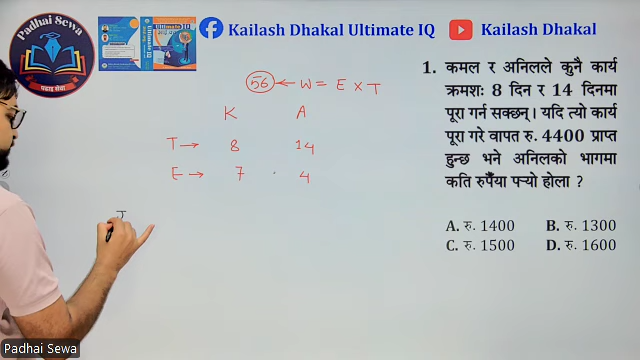 Padhai Sewa
पढाइ सेवा
Kailash Dhakal Ultimate IQ
Kailash Dhakal
56 ← W = E × T
K A
T → 8 14
E → 7 4
1. कमल र अनिलले कुनै कार्य
क्रमशः 8 दिन र 14 दिनमा
पूरा गर्न सक्छन्। यदि त्यो कार्य
पूरा गरे वापत रु. 4400 प्राप्त
हुन्छ भने अनिलको भागमा
कति रुपैँया पर्‍यो होला ?
A. रु. 1400 B. रु. 1300
C. रु. 1500 D. रु. 1600
Padhai Sewa